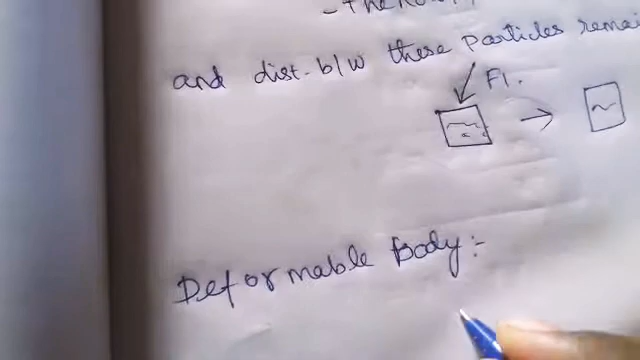 and dist. b/w these particles remai
F1.
Deformable Body :-